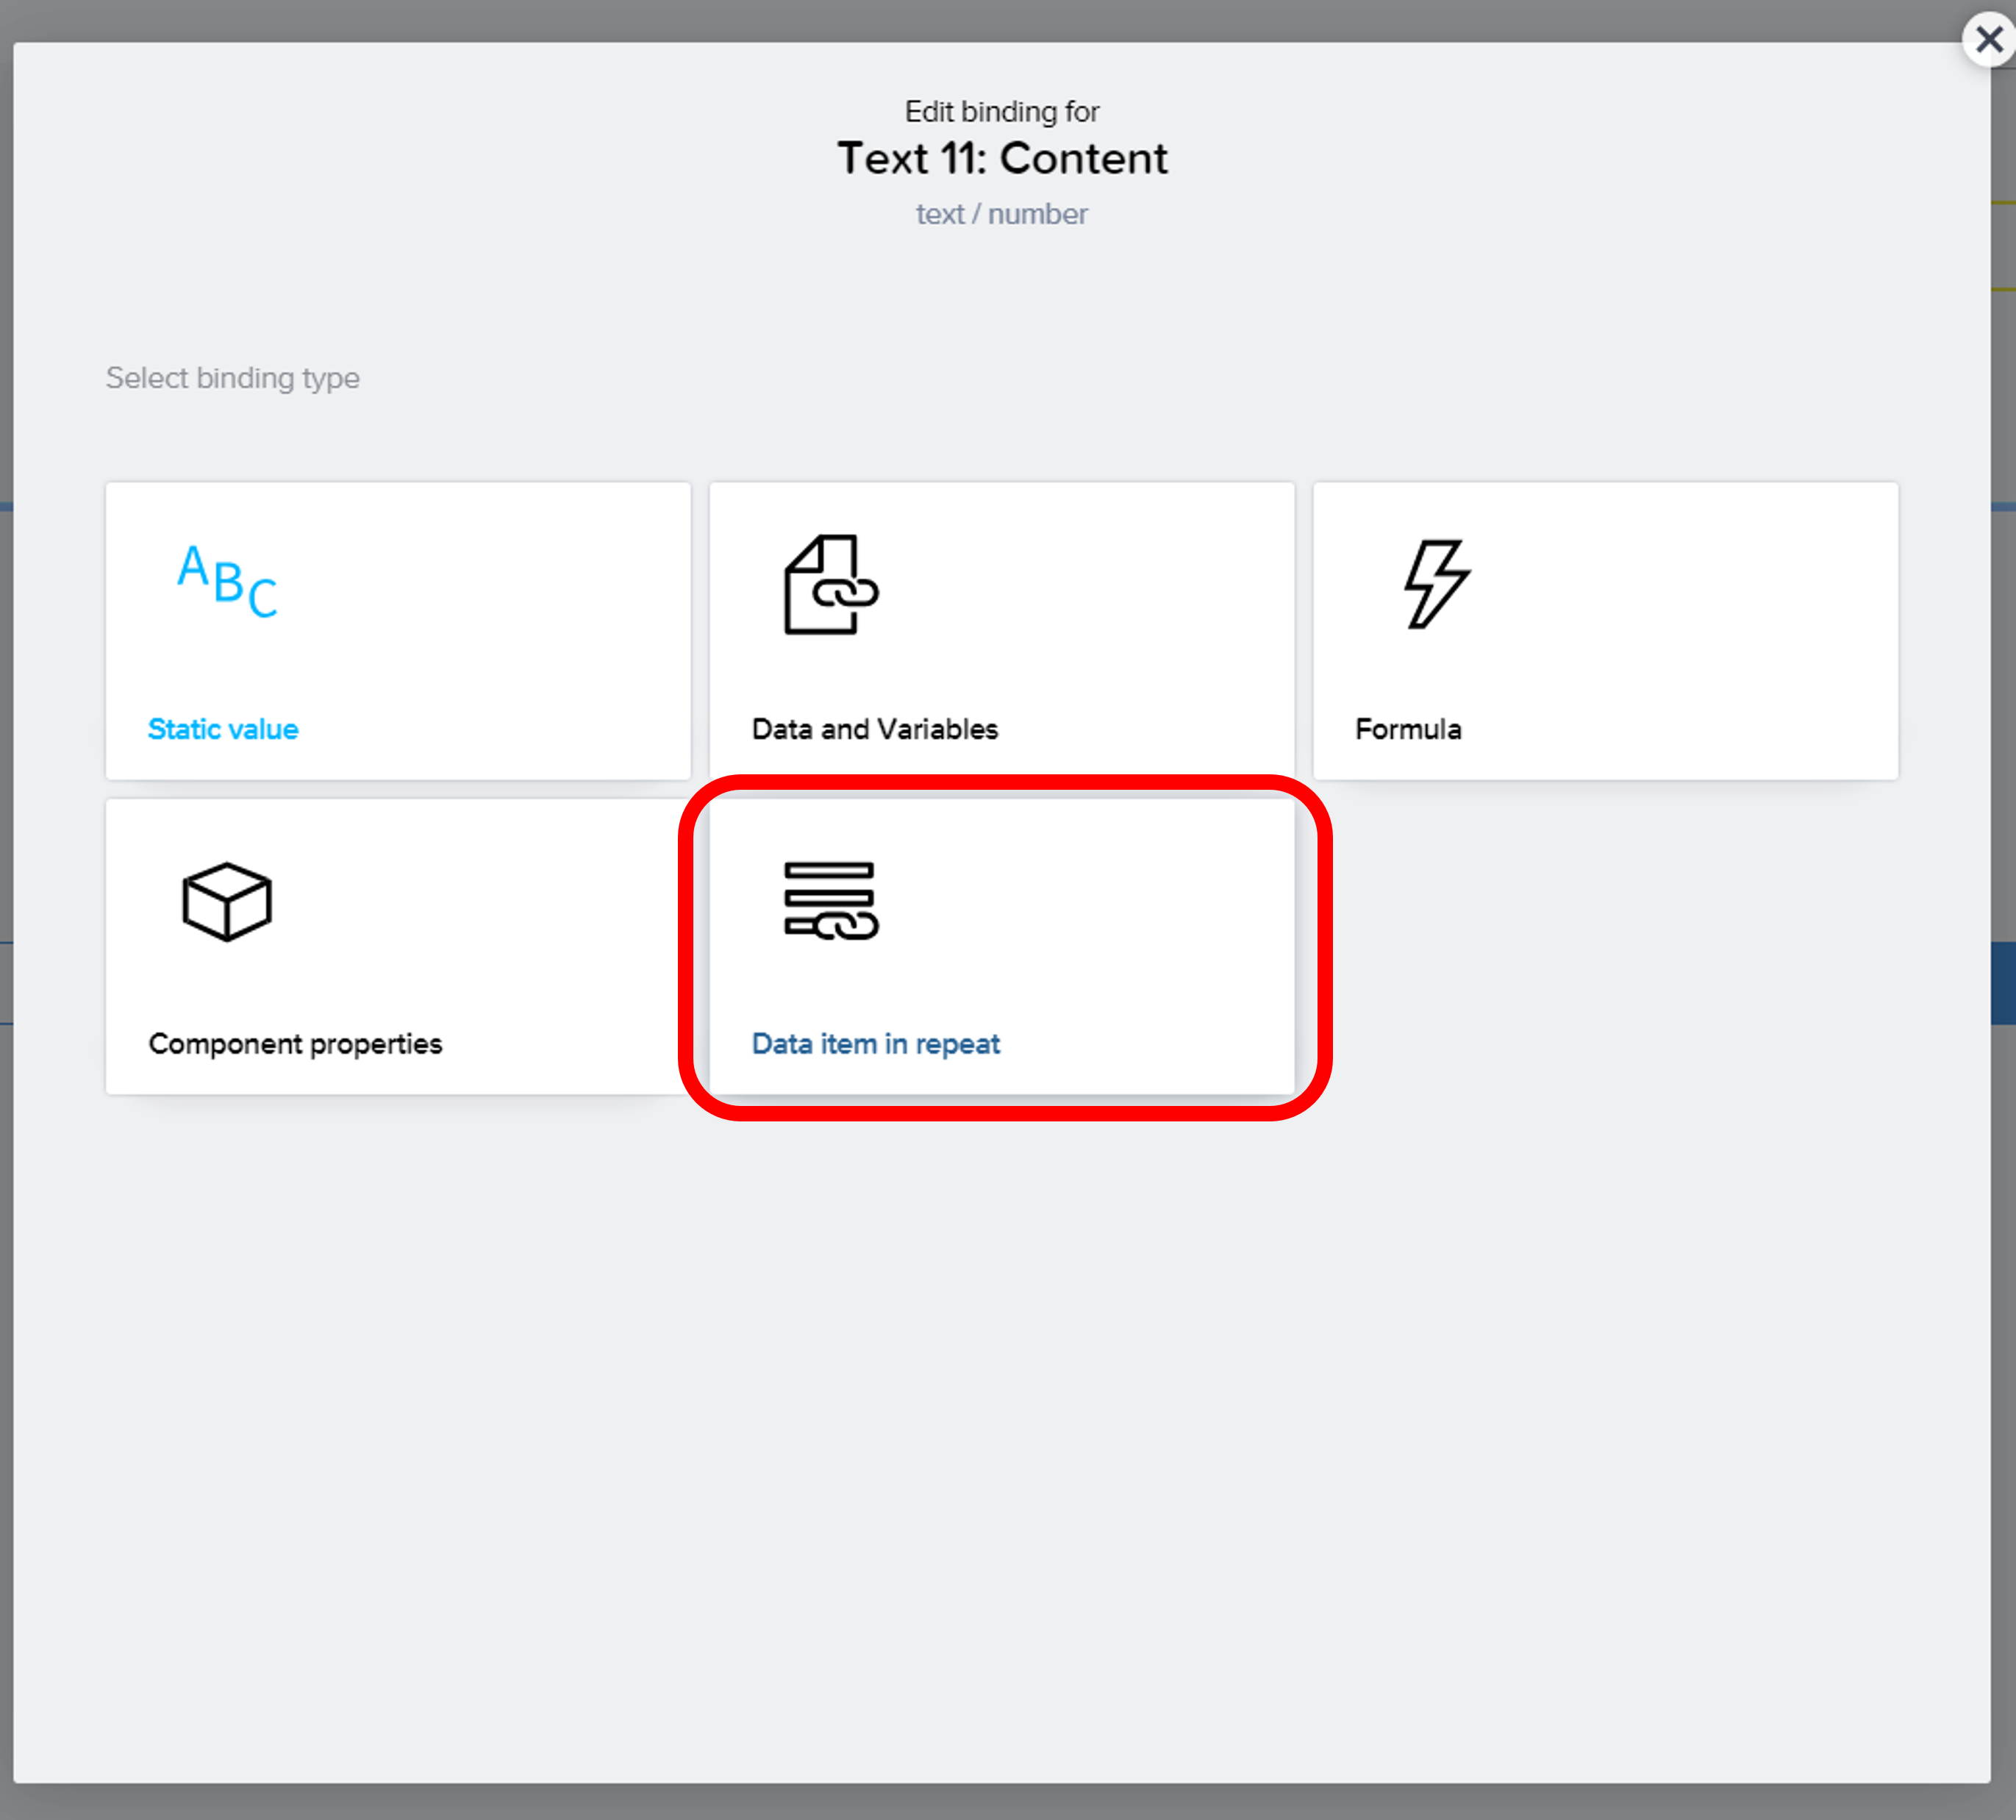 Edit binding for
Text 11: Content
text / number
Select binding type
ABC
Static value
Data and Variables
Formula
Component properties
Data item in repeat